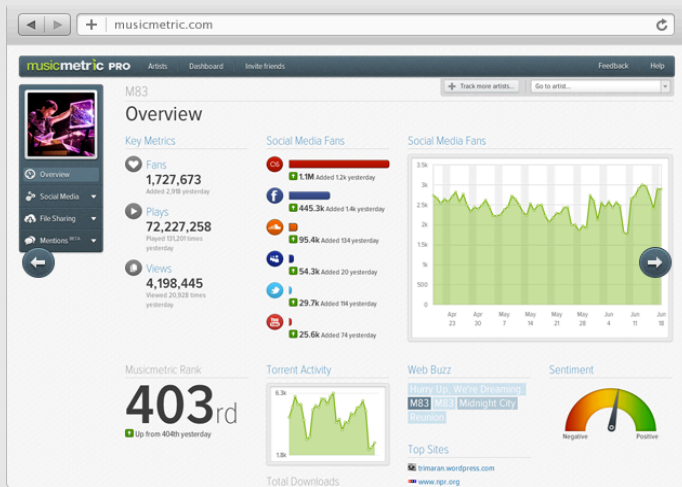 musicmetric.com
musicmetric PRO Artists Dashboard Invite friends Feedback Help
Track more artists... Go to artist...
M83
Overview
Overview
Social Media
File Sharing
Mentions BETA
Key Metrics
Fans
1,727,673
Added 2,918 yesterday
Plays
72,227,258
Played 131,201 times
yesterday
Views
4,198,445
Viewed 20,928 times
yesterday
Social Media Fans
1.1M Added 1.2k yesterday
445.3k Added 1.4k yesterday
95.4k Added 134 yesterday
54.3k Added 20 yesterday
29.7k Added 114 yesterday
You
Tube
25.6k Added 74 yesterday
Social Media Fans
3.5k
3k
2.5k
2k
1.5k
1k
500
0
Apr Apr May May May May Jun Jun Jun
23 30 7 14 21 28 4 11 18
Musicmetric Rank
403rd
Up from 404th yesterday
Torrent Activity
6.3k
1.8k
Total Downloads
Web Buzz
Hurry Up, We're Dreaming
M83 M83 Midnight City
Reunion
Top Sites
trimaran.wordpress.com
www.npr.org
Sentiment
Negative Positive